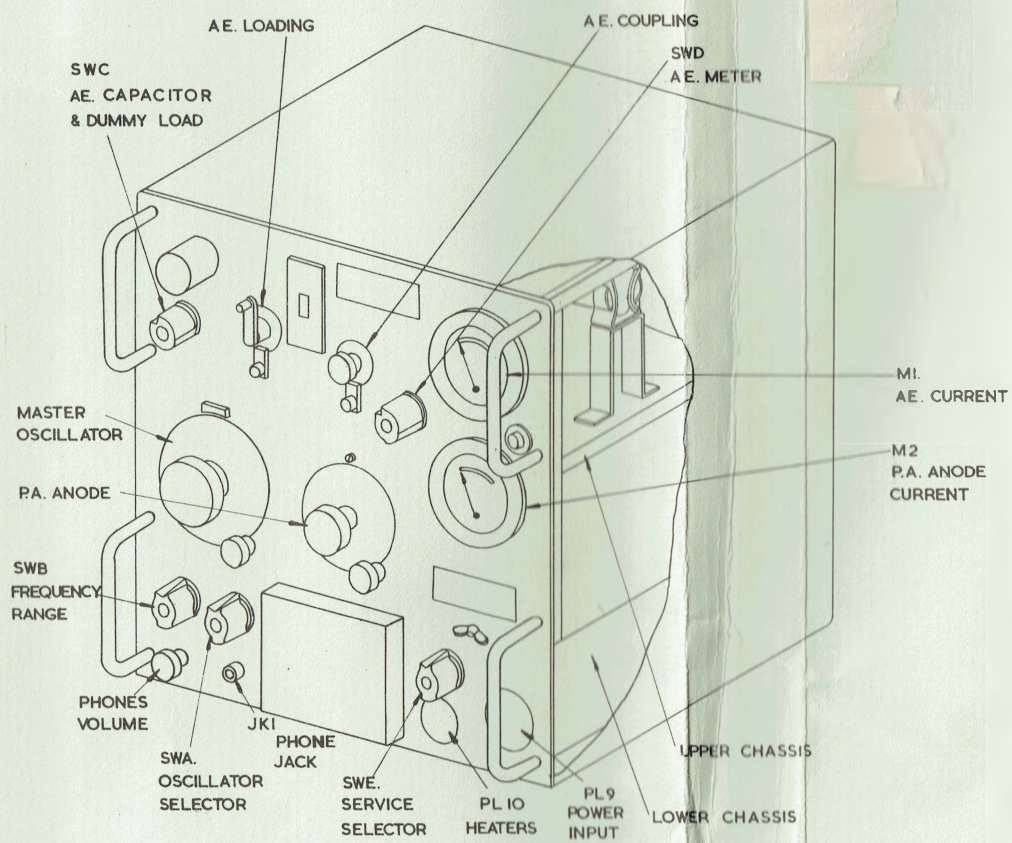 AE. LOADING
AE. COUPLING
SWD
AE. METER
SWC
AE. CAPACITOR
& DUMMY LOAD
M1.
AE. CURRENT
MASTER
OSCILLATOR
M2
P.A. ANODE
CURRENT
P.A. ANODE
SWB
FREQUENCY
RANGE
PHONES
VOLUME
JK1
PHONE
JACK
SWA.
OSCILLATOR
SELECTOR
SWE.
SERVICE
SELECTOR
PL 10
HEATERS
PL9
POWER
INPUT
UPPER CHASSIS
LOWER CHASSIS